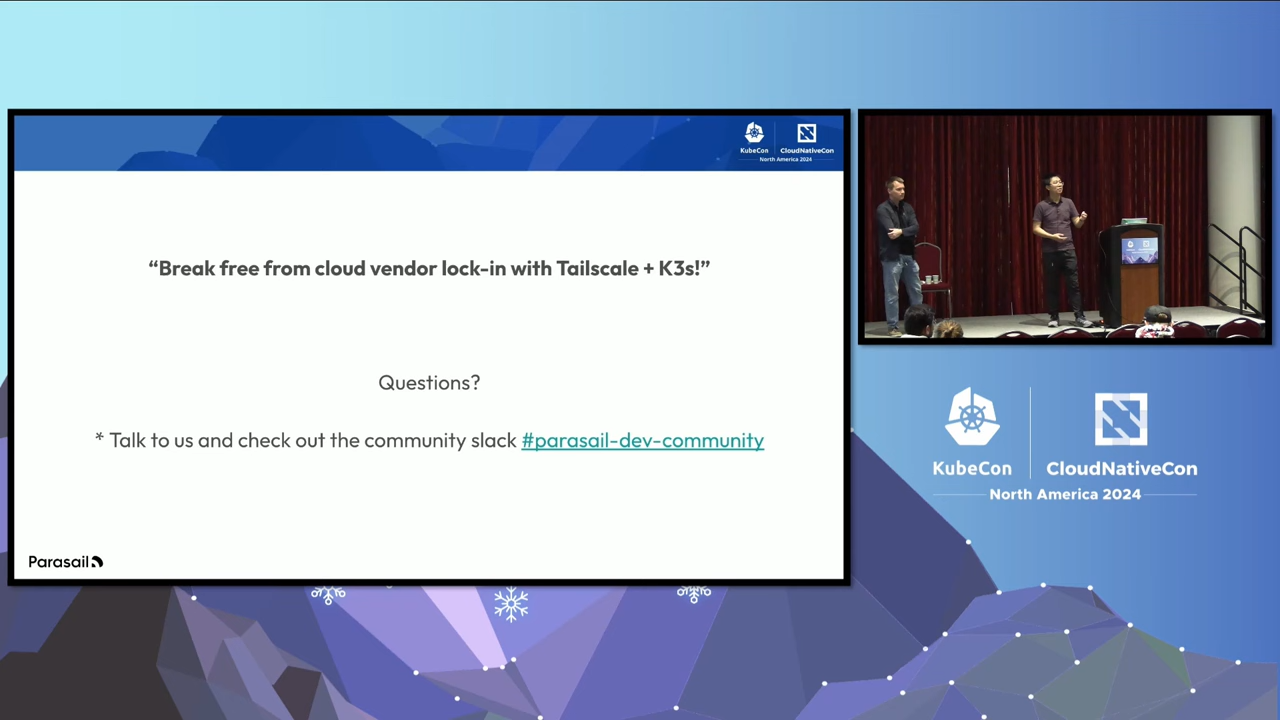 KubeCon
CloudNativeCon
North America 2024
“Break free from cloud vendor lock-in with Tailscale + K3s!”
Questions?
* Talk to us and check out the community slack #parasail-dev-community
Parasail
KubeCon
CloudNativeCon
North America 2024